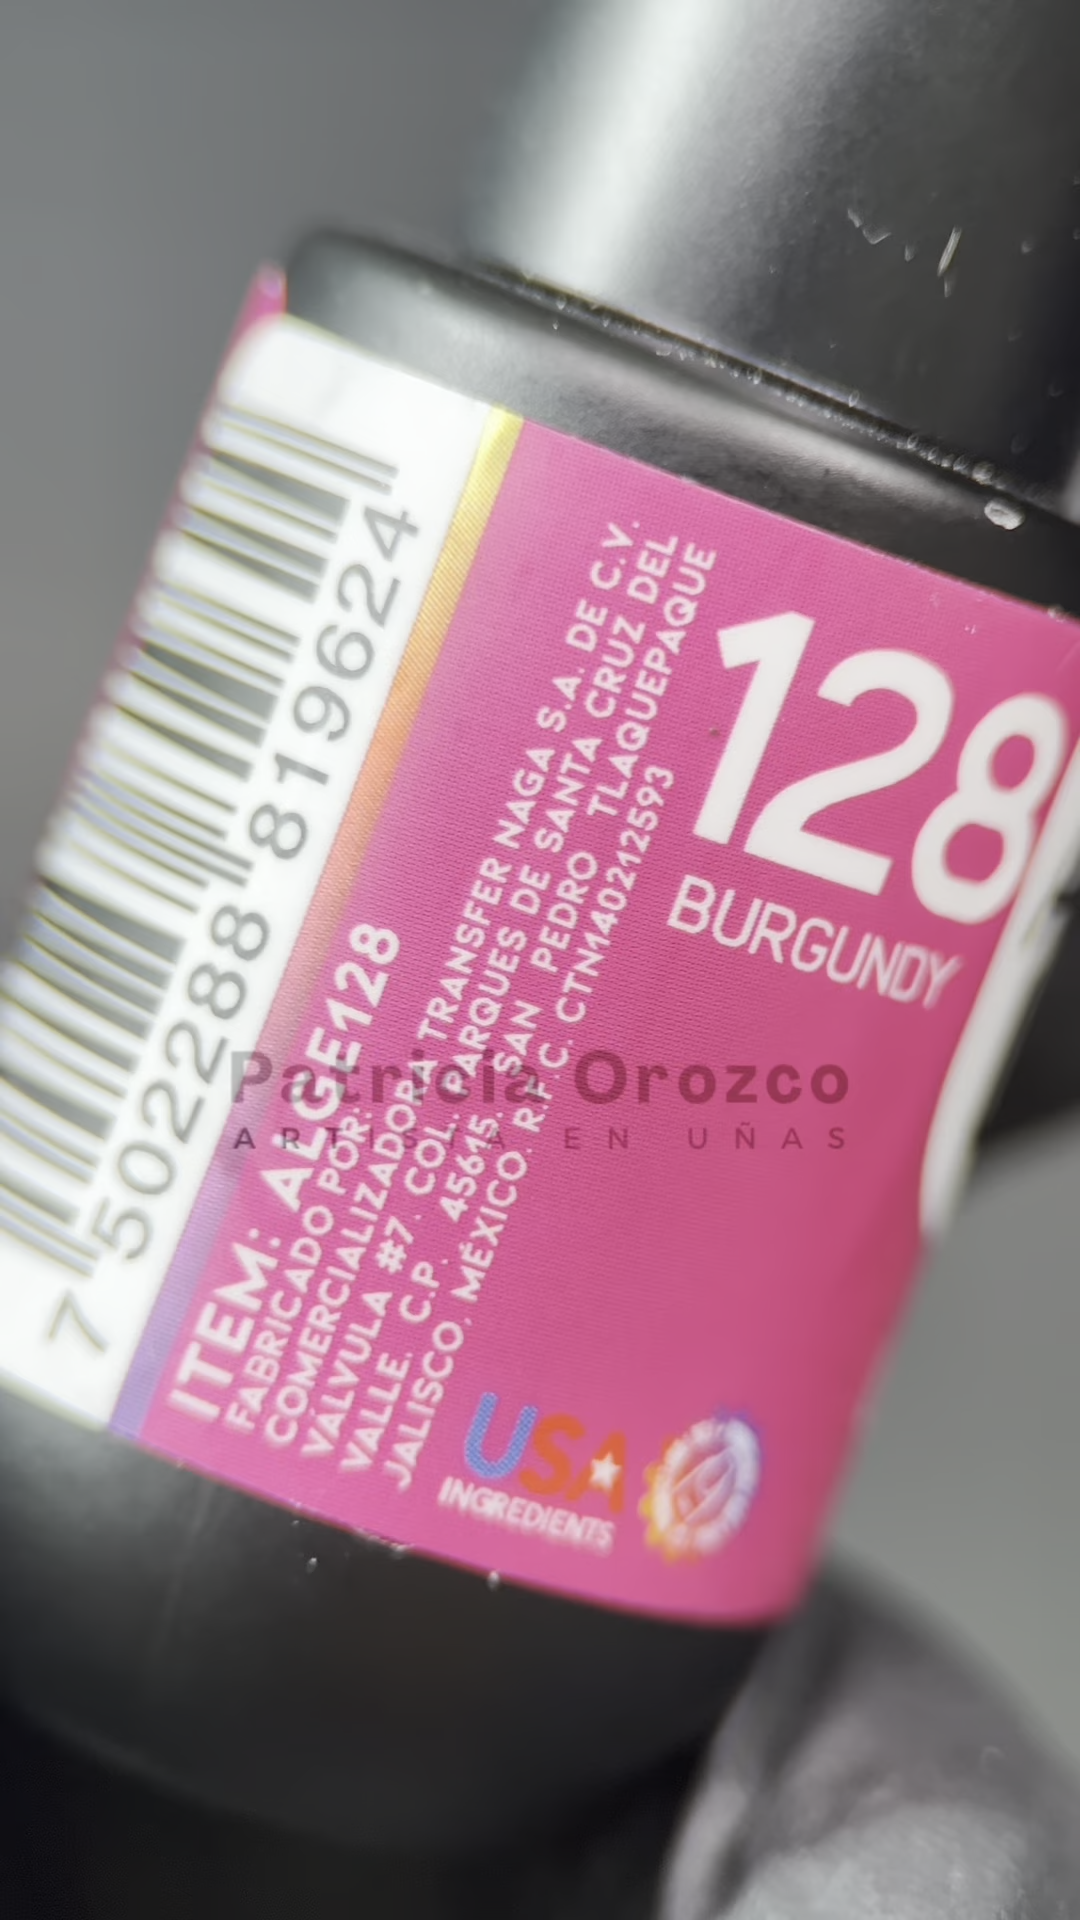 7 502288 819624
ITEM: ALGE128
FABRICADO POR:
COMERCIALIZADORA TRANSFER NAGA S.A. DE C.V.
VÁLVULA #7. COL. PARQUES DE SANTA CRUZ DEL
VALLE. C.P. 45615. SAN PEDRO TLAQUEPAQUE
JALISCO, MÉXICO. R.F.C. CTN140212593
128
BURGUNDY
USA
INGREDIENTS
Patricia Orozco
ARTISTA EN UÑAS